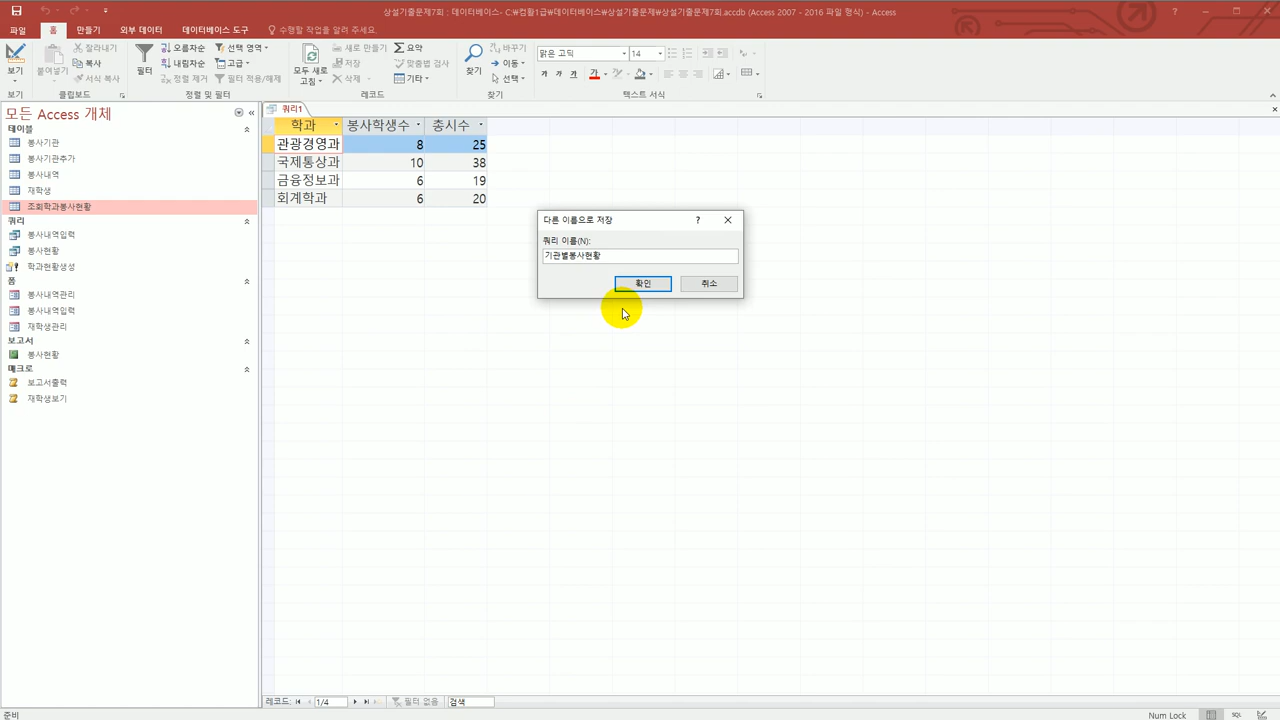 상설기출문제7회 : 데이터베이스- C:₩컴활1급₩데이터베이스₩상설기출문제₩상설기출문제7회.accdb (Access 2007 - 2016 파일 형식) - Access
파일 홈 만들기 외부 데이터 데이터베이스 도구 수행할 작업을 알려 주세요.
보기
붙여넣기
잘라내기
복사
서식 복사
필터
오름차순
내림차순
정렬 제거
선택 영역
고급
필터 적용/해제
모두 새로 고침
새로 만들기
저장
삭제
요약
맞춤법 검사
기타
찾기
바꾸기
이동
선택
맑은 고딕 14
가 가 가 가
보기 클립보드 정렬 및 필터 레코드 찾기 텍스트 서식
모든 Access 개체
테이블
봉사기관
봉사기관추가
봉사내역
재학생
조회학과봉사현황
쿼리
봉사내역입력
봉사현황
학과현황생성
폼
봉사내역관리
봉사내역입력
재학생관리
보고서
봉사현황
매크로
보고서출력
재학생보기
쿼리1
학과 봉사학생수 총시수
관광경영과 8 25
국제통상과 10 38
금융정보과 6 19
회계학과 6 20
다른 이름으로 저장 ?
쿼리 이름(N):
기관별봉사현황
확인 취소
레코드: 1/4 필터 없음 검색
준비 Num Lock SQL